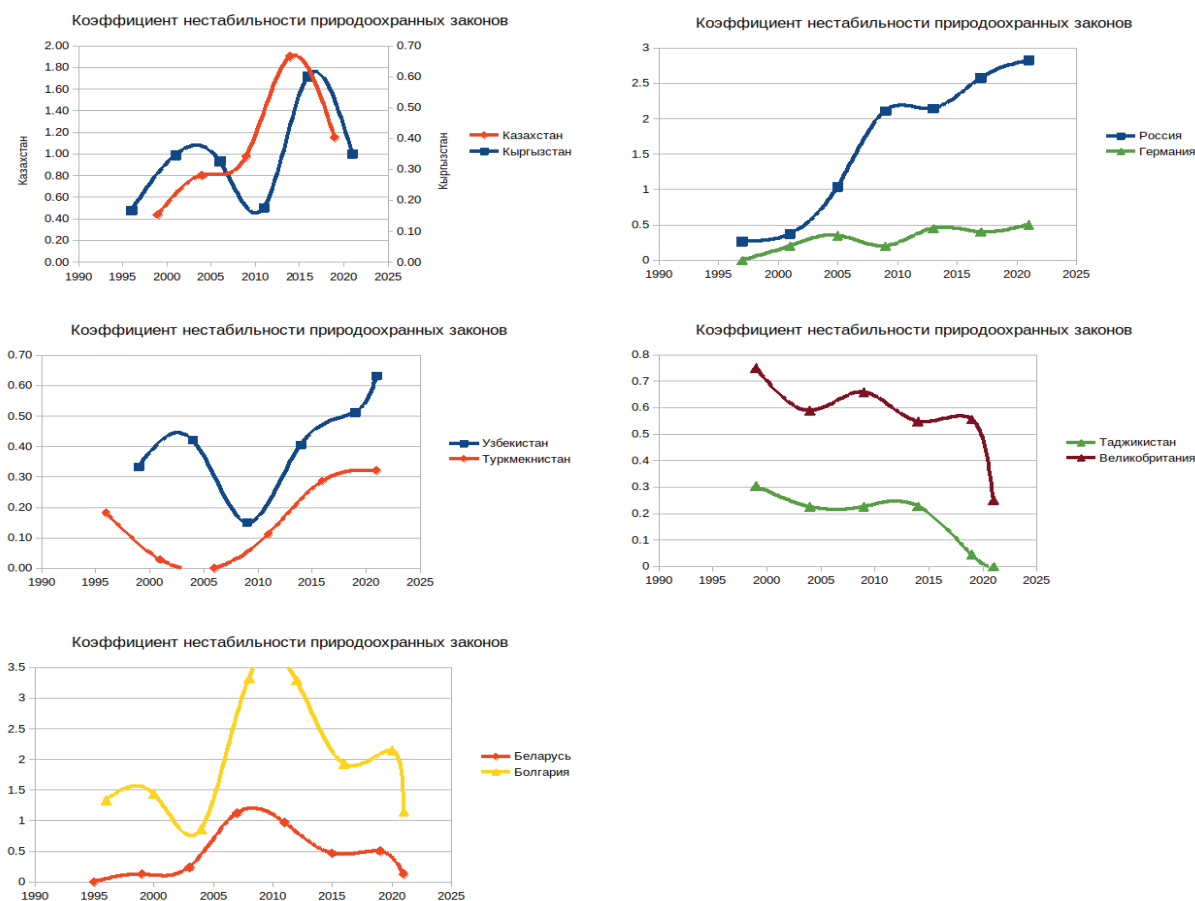 Коэффициент нестабильности природоохранных законов
Казахстан
2.00
1.80
1.60
1.40
1.20
1.00
0.80
0.60
0.40
0.20
0.00
0.70
0.60
0.50
0.40
0.30
0.20
0.10
0.00
Кыргызстан
1990 1995 2000 2005 2010 2015 2020 2025
Казахстан
Кыргызстан
Коэффициент нестабильности природоохранных законов
3
2.5
2
1.5
1
0.5
0
1990 1995 2000 2005 2010 2015 2020 2025
Россия
Германия
Коэффициент нестабильности природоохранных законов
0.70
0.60
0.50
0.40
0.30
0.20
0.10
0.00
1990 1995 2000 2005 2010 2015 2020 2025
Узбекистан
Туркмекнистан
Коэффициент нестабильности природоохранных законов
0.8
0.7
0.6
0.5
0.4
0.3
0.2
0.1
0
1990 1995 2000 2005 2010 2015 2020 2025
Таджикистан
Великобритания
Коэффициент нестабильности природоохранных законов
3.5
3
2.5
2
1.5
1
0.5
0
1990 1995 2000 2005 2010 2015 2020 2025
Беларусь
Болгария